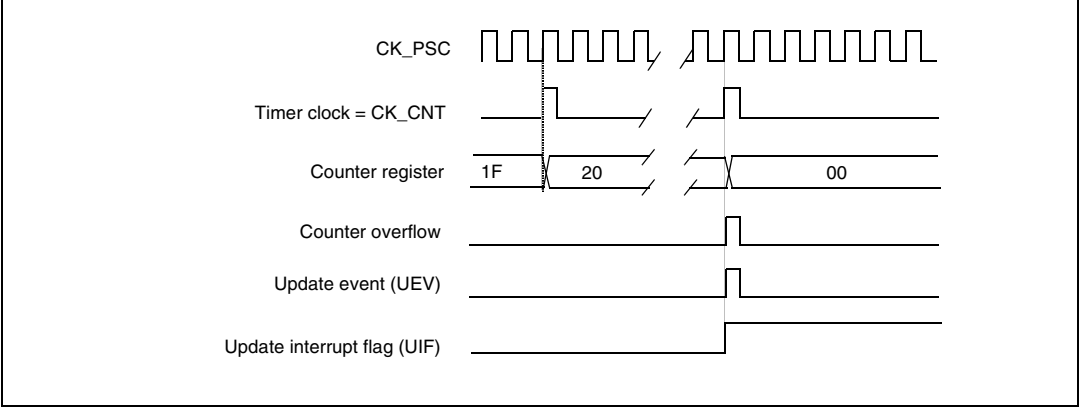 CK_PSC
Timer clock = CK_CNT
Counter register 1F 20 00
Counter overflow
Update event (UEV)
Update interrupt flag (UIF)